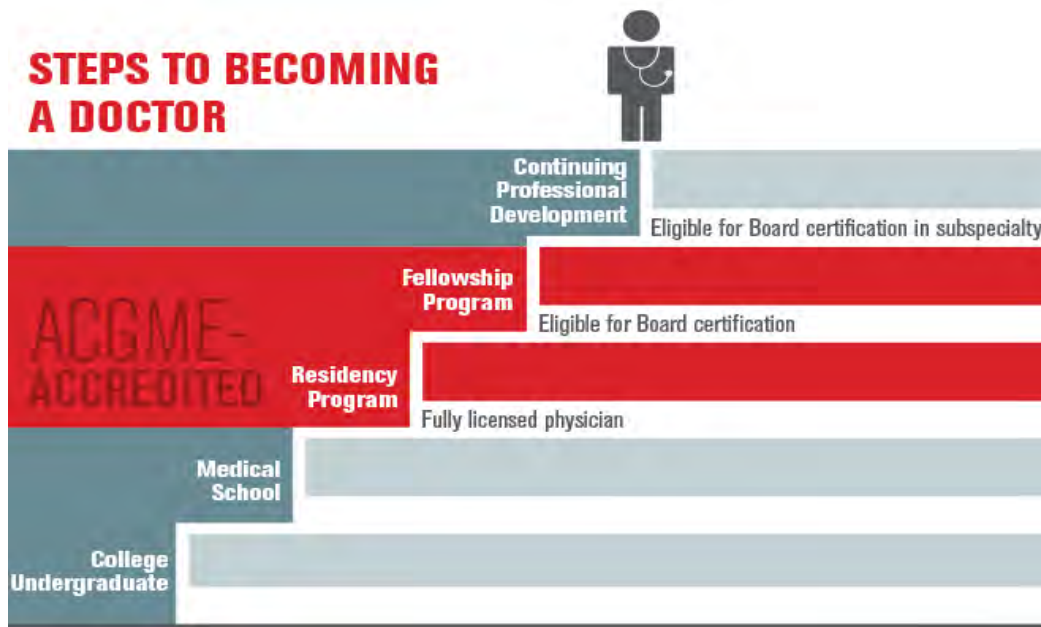 STEPS TO BECOMING
A DOCTOR
Continuing
Professional
Development
Eligible for Board certification in subspecialty
Fellowship
Program
Eligible for Board certification
ACGME-
ACCREDITED
Residency
Program
Fully licensed physician
Medical
School
College
Undergraduate